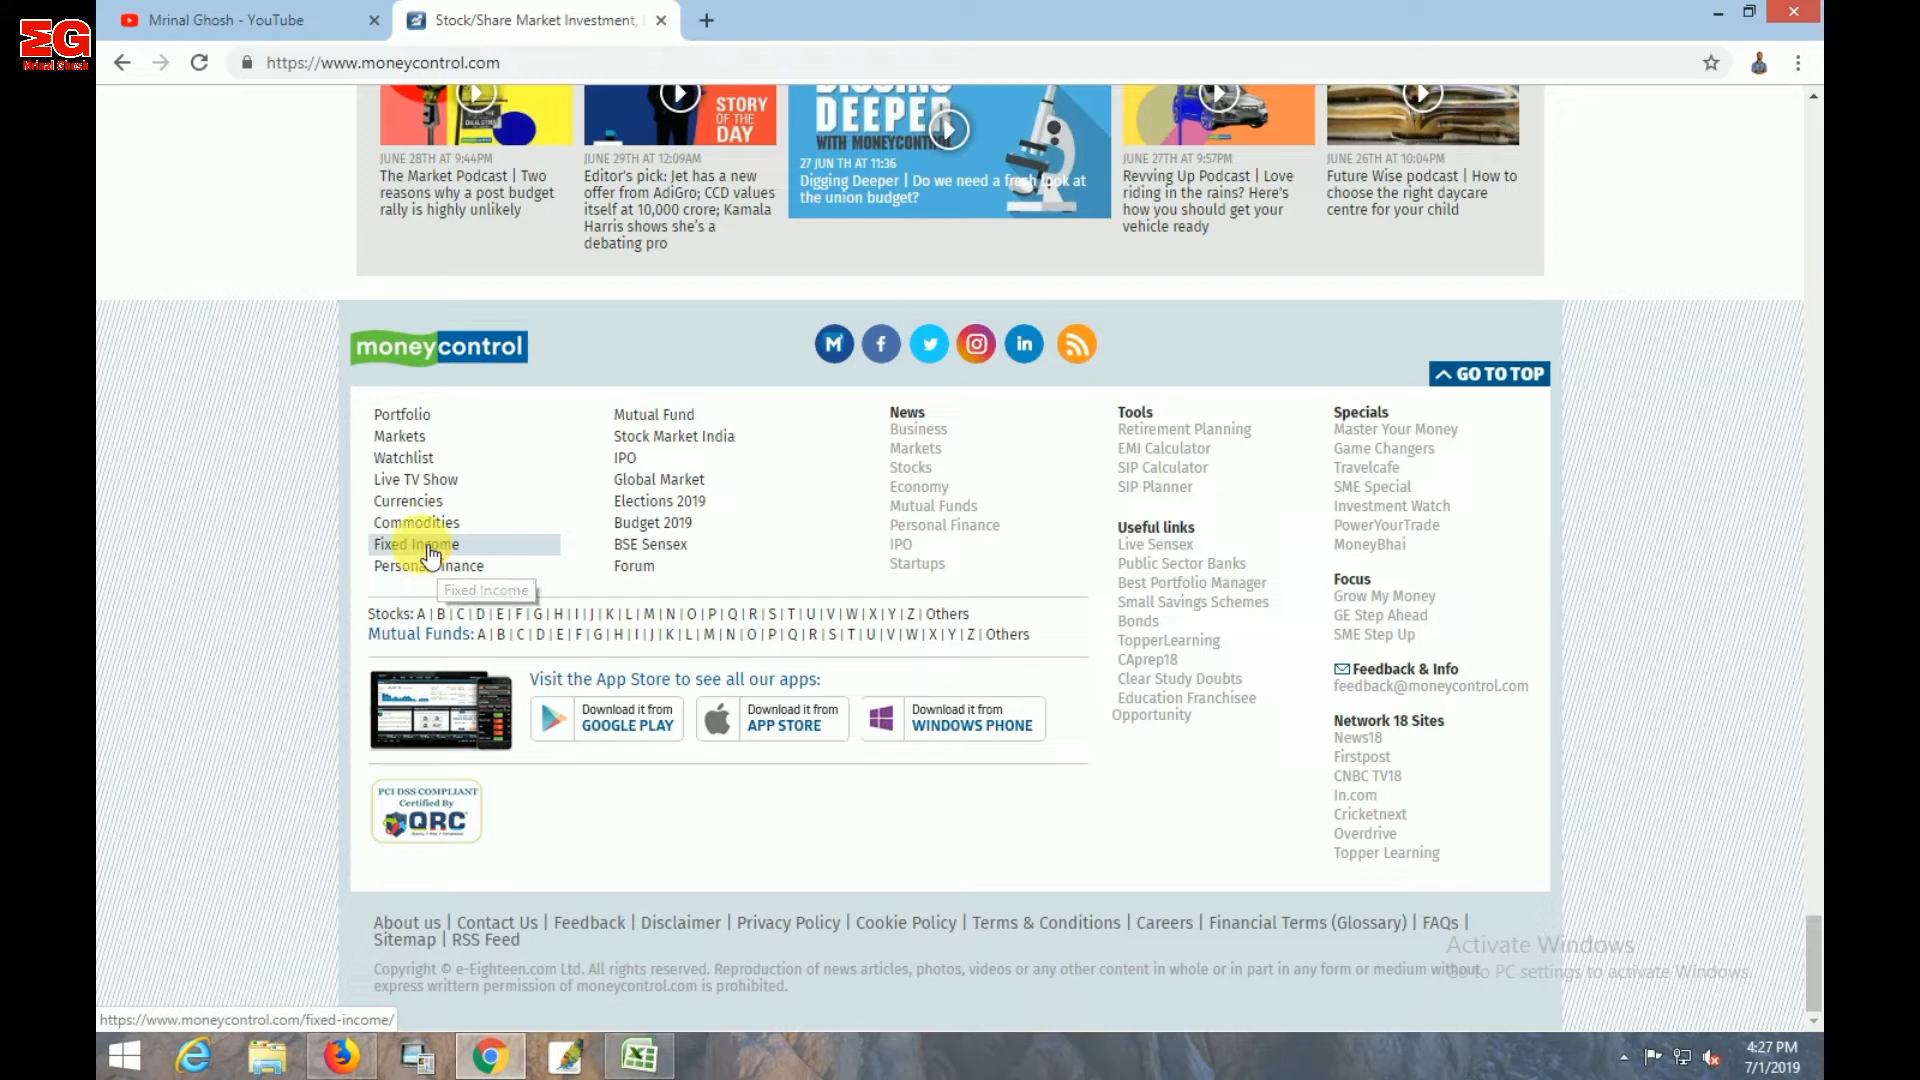 MG
Mrinal Ghosh
Mrinal Ghosh - YouTube
Stock/Share Market Investment,
https://www.moneycontrol.com
STORY
OF THE
DAY
DIGGING
DEEPER
WITH MONEYCONTROL
JUNE 28TH AT 9:44PM
The Market Podcast | Two
reasons why a post budget
rally is highly unlikely
JUNE 29TH AT 12:09AM
Editor's pick: Jet has a new
offer from AdiGro; CCD values
itself at 10,000 crore; Kamala
Harris shows she's a
debating pro
27 JUN TH AT 11:36
Digging Deeper | Do we need a fresh look at
the union budget?
JUNE 27TH AT 9:57PM
Revving Up Podcast | Love
riding in the rains? Here's
how you should get your
vehicle ready
JUNE 26TH AT 10:04PM
Future Wise podcast | How to
choose the right daycare
centre for your child
moneycontrol
GO TO TOP
Portfolio
Markets
Watchlist
Live TV Show
Currencies
Commodities
Fixed Income
Personal Finance
Fixed Income
Mutual Fund
Stock Market India
IPO
Global Market
Elections 2019
Budget 2019
BSE Sensex
Forum
News
Business
Markets
Stocks
Economy
Mutual Funds
Personal Finance
IPO
Startups
Tools
Retirement Planning
EMI Calculator
SIP Calculator
SIP Planner
Useful links
Live Sensex
Public Sector Banks
Best Portfolio Manager
Small Savings Schemes
Bonds
TopperLearning
CAprep18
Clear Study Doubts
Education Franchisee
Opportunity
Specials
Master Your Money
Game Changers
Travelcafe
SME Special
Investment Watch
PowerYourTrade
MoneyBhai
Focus
Grow My Money
GE Step Ahead
SME Step Up
Feedback & Info
feedback@moneycontrol.com
Network 18 Sites
News18
Firstpost
CNBC TV18
In.com
Cricketnext
Overdrive
Topper Learning
Stocks: A | B | C | D | E | F | G | H | I | J | K | L | M | N | O | P | Q | R | S | T | U | V | W | X | Y | Z | Others
Mutual Funds: A | B | C | D | E | F | G | H | I | J | K | L | M | N | O | P | Q | R | S | T | U | V | W | X | Y | Z | Others
Visit the App Store to see all our apps:
Download it from
GOOGLE PLAY
Download it from
APP STORE
Download it from
WINDOWS PHONE
PCI DSS COMPLIANT
Certified By
QRC
About us | Contact Us | Feedback | Disclaimer | Privacy Policy | Cookie Policy | Terms & Conditions | Careers | Financial Terms (Glossary) | FAQs |
Sitemap | RSS Feed
Copyright © e-Eighteen.com Ltd. All rights reserved. Reproduction of news articles, photos, videos or any other content in whole or in part in any form or medium without
express writtern permission of moneycontrol.com is prohibited.
Activate Windows
Go to PC settings to activate Windows.
https://www.moneycontrol.com/fixed-income/
4:27 PM
7/1/2019